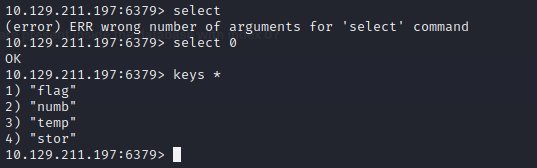 10.129.211.197:6379> select
(error) ERR wrong number of arguments for 'select' command
10.129.211.197:6379> select 0
OK
10.129.211.197:6379> keys *
1) "flag"
2) "numb"
3) "temp"
4) "stor"
10.129.211.197:6379>